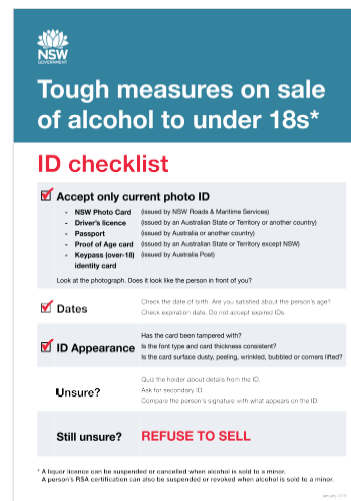 NSW
GOVERNMENT
Tough measures on sale
of alcohol to under 18s*
ID checklist
Accept only current photo ID
- NSW Photo Card (issued by NSW Roads & Maritime Services)
- Driver's licence (issued by an Australian State or Territory or another country)
- Passport (issued by Australia or another country)
- Proof of Age card (issued by an Australian State or Territory except NSW)
- Keypass (over-18) (issued by Australia Post)
identity card
Look at the photograph. Does it look like the person in front of you?
Dates
Check the date of birth. Are you satisfied about the person's age?
Check expiration date. Do not accept expired IDs
ID Appearance
Has the card been tampered with?
Is the font type and card thickness consistent?
Is the card surface dusty, peeling, wrinkled, bubbled or corners lifted?
Unsure?
Quiz the holder about details from the ID.
Ask for secondary ID.
Compare the person's signature with what appears on the ID.
Still unsure? REFUSE TO SELL
* A liquor licence can be suspended or cancelled when alcohol is sold to a minor.
A person's RSA certification can also be suspended or revoked when alcohol is sold to a minor.